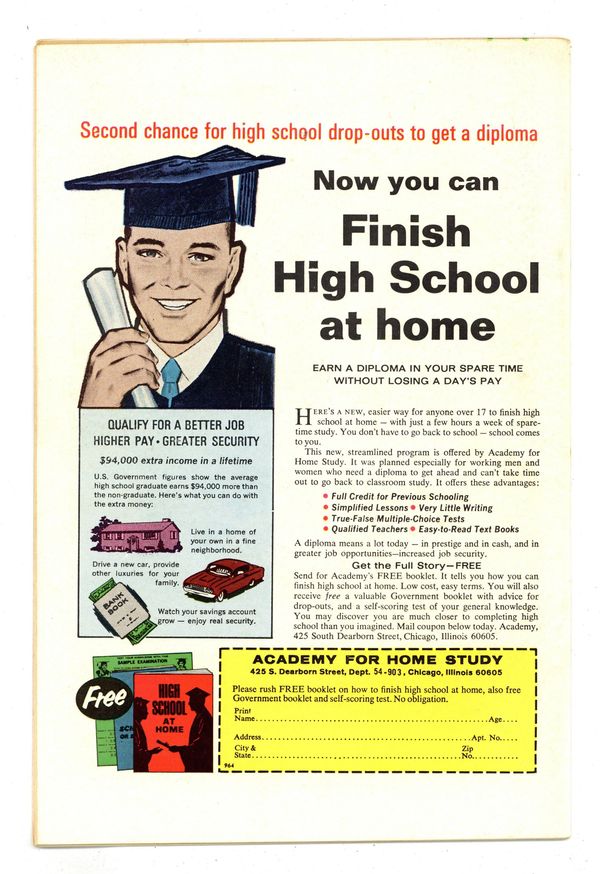 Second chance for high school drop-outs to get a diploma
Now you can
Finish
High School
at home
EARN A DIPLOMA IN YOUR SPARE TIME
WITHOUT LOSING A DAY'S PAY
QUALIFY FOR A BETTER JOB
HIGHER PAY • GREATER SECURITY
$94,000 extra income in a lifetime
U.S. Government figures show the average
high school graduate earns $94,000 more than
the non-graduate. Here's what you can do with
the extra money:
Live in a home of
your own in a fine
neighborhood.
Drive a new car, provide
other luxuries for your
family.
BANK
BOOK
Watch your savings account
grow — enjoy real security.
HERE'S A NEW, easier way for anyone over 17 to finish high
school at home — with just a few hours a week of spare-
time study. You don't have to go back to school — school comes
to you.
This new, streamlined program is offered by Academy for
Home Study. It was planned especially for working men and
women who need a diploma to get ahead and can't take time
out to go back to classroom study. It offers these advantages:
• Full Credit for Previous Schooling
• Simplified Lessons • Very Little Writing
• True-False Multiple-Choice Tests
• Qualified Teachers • Easy-to-Read Text Books
A diploma means a lot today — in prestige and in cash, and in
greater job opportunities—increased job security.
Get the Full Story—FREE
Send for Academy's FREE booklet. It tells you how you can
finish high school at home. Low cost, easy terms. You will also
receive free a valuable Government booklet with advice for
drop-outs, and a self-scoring test of your general knowledge.
You may discover you are much closer to completing high
school than you imagined. Mail coupon below today. Academy,
425 South Dearborn Street, Chicago, Illinois 60605.
SAMPLE EXAMINATION
Free
HIGH
SCHOOL
AT
HOME
ACADEMY FOR HOME STUDY
425 S. Dearborn Street, Dept. 54-903, Chicago, Illinois 60605
Please rush FREE booklet on how to finish high school at home, also free
Government booklet and self-scoring test. No obligation.
Print
Name Age
Address Apt. No.
City & Zip
State No.
964